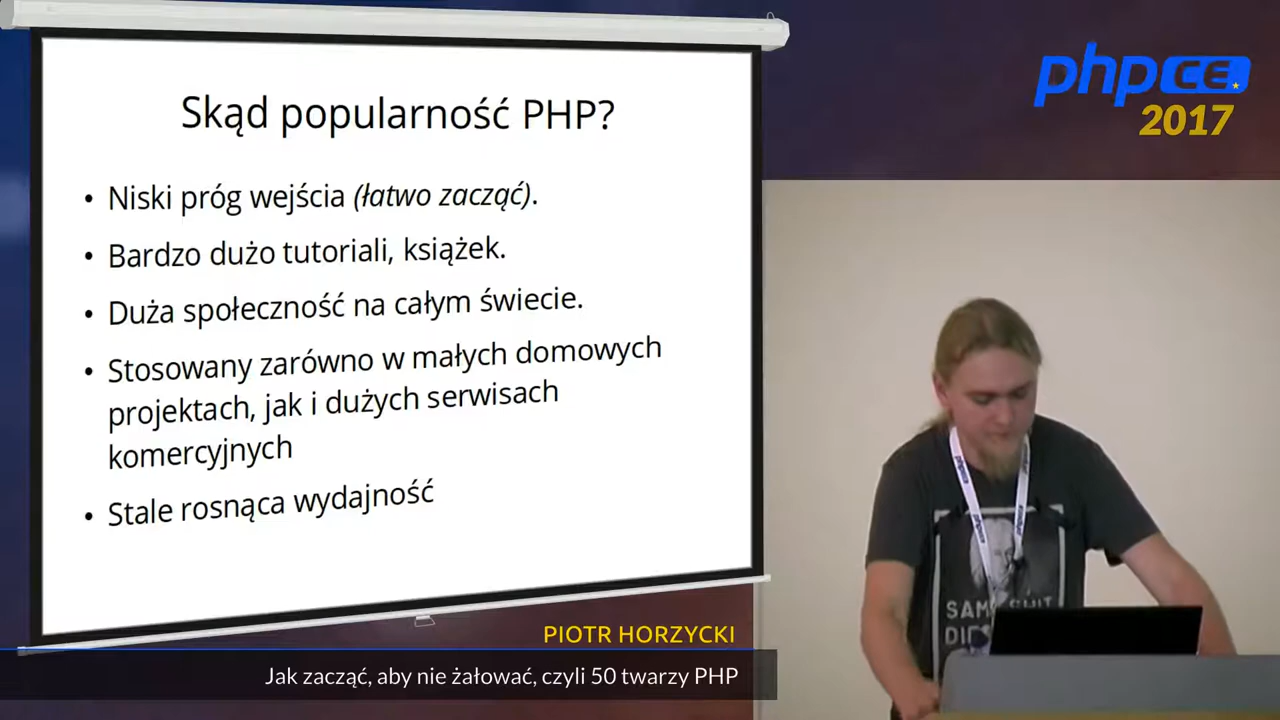 phpCE
2017
Skąd popularność PHP?
• Niski próg wejścia (łatwo zacząć).
• Bardzo dużo tutoriali, książek.
• Duża społeczność na całym świecie.
• Stosowany zarówno w małych domowych
projektach, jak i dużych serwisach
komercyjnych
• Stale rosnąca wydajność
PIOTR HORZYCKI
Jak zacząć, aby nie żałować, czyli 50 twarzy PHP